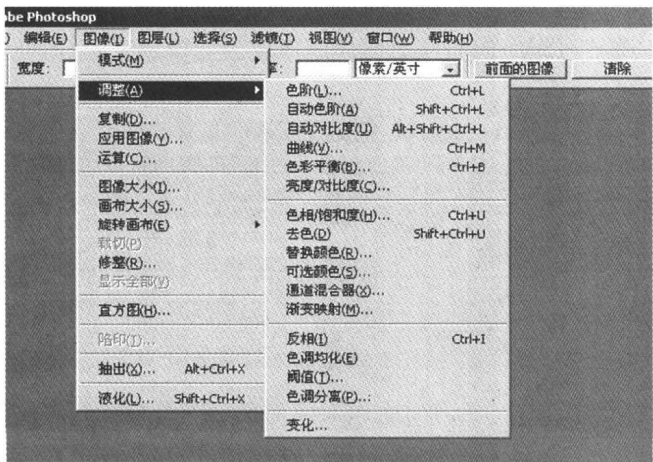 be Photoshop
) 编辑(E) 图像(I) 图层(L) 选择(S) 滤镜(T) 视图(V) 窗口(W) 帮助(H)
宽度: 率: 像素/英寸 前面的图像 清除
模式(M)
调整(A)
复制(D)...
应用图像(Y)...
运算(C)...
图像大小(I)...
画布大小(S)...
旋转画布(E)
裁切(P)
修整(R)...
显示全部(V)
直方图(H)...
陷印(T)...
抽出(X)... Alt+Ctrl+X
液化(L)... Shift+Ctrl+X
色阶(L)... Ctrl+L
自动色阶(A) Shift+Ctrl+L
自动对比度(U) Alt+Shift+Ctrl+L
曲线(V)... Ctrl+M
色彩平衡(B)... Ctrl+B
亮度/对比度(C)...
色相/饱和度(H)... Ctrl+U
去色(D) Shift+Ctrl+U
替换颜色(R)...
可选颜色(S)...
通道混合器(X)...
渐变映射(M)...
反相(I) Ctrl+I
色调均化(E)
阈值(T)...
色调分离(P)...
变化...